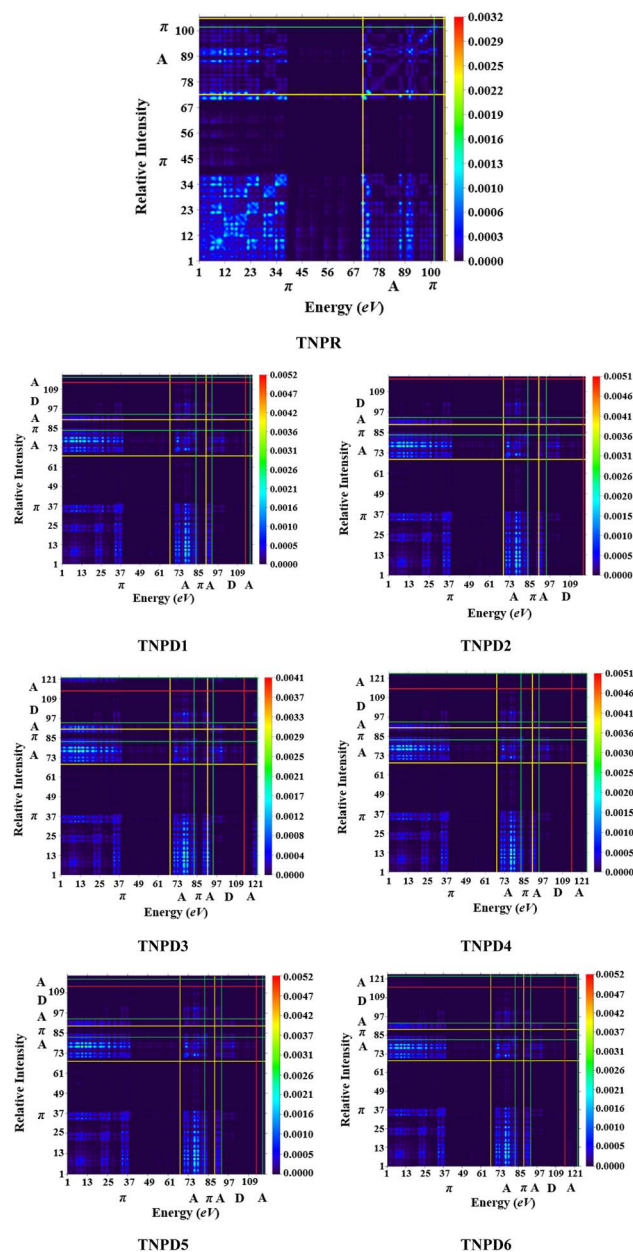 π
A
π
Relative Intensity
100
89
67
56
45
34
23
12
1
1 12 23 34 45 56 67 78 89 100
π A π
Energy (eV)
0.0032
0.0029
0.0026
0.0022
0.0019
0.0016
0.0013
0.0010
0.0006
0.0003
0.0000
TNPR
A
D
A
π
A
π
Relative Intensity
109
97
85
73
61
49
37
25
13
1
1 13 25 37 49 61 73 85 97 109
π A π A D A
Energy (eV)
0.0052
0.0047
0.0042
0.0037
0.0031
0.0026
0.0021
0.0016
0.0010
0.0005
0.0000
TNPD1
D
A
π
A
π
Relative Intensity
109
97
85
73
61
49
37
25
13
1
1 13 25 37 49 61 73 85 97 109
π A π A D
Energy (eV)
0.0051
0.0046
0.0041
0.0036
0.0031
0.0026
0.0020
0.0015
0.0010
0.0005
0.0000
TNPD2
A
D
A
π
A
π
Relative Intensity
121
109
97
85
73
61
49
37
25
13
1
1 13 25 37 49 61 73 85 97 109 121
π A π A D A
Energy (eV)
0.0041
0.0037
0.0033
0.0029
0.0024
0.0020
0.0016
0.0012
0.0008
0.0004
0.0000
TNPD3
A
D
A
π
A
π
Relative Intensity
121
109
97
85
73
61
49
37
25
13
1
1 13 25 37 49 61 73 85 97 109 121
π A π A D A
Energy (eV)
0.0051
0.0046
0.0041
0.0036
0.0031
0.0026
0.0020
0.0015
0.0010
0.0005
0.0000
TNPD4
A
D
A
π
A
π
Relative Intensity
109
97
85
73
61
49
37
25
13
1
1 13 25 37 49 61 73 85 97 109
π A π A D A
Energy (eV)
0.0052
0.0047
0.0042
0.0037
0.0031
0.0026
0.0021
0.0016
0.0010
0.0005
0.0000
TNPD5
A
D
A
π
A
π
Relative Intensity
121
109
97
85
73
61
49
37
25
13
1
1 13 25 37 49 61 73 85 97 109 121
π A π A D A
Energy (eV)
0.0052
0.0047
0.0042
0.0037
0.0031
0.0026
0.0021
0.0016
0.0010
0.0005
0.0000
TNPD6